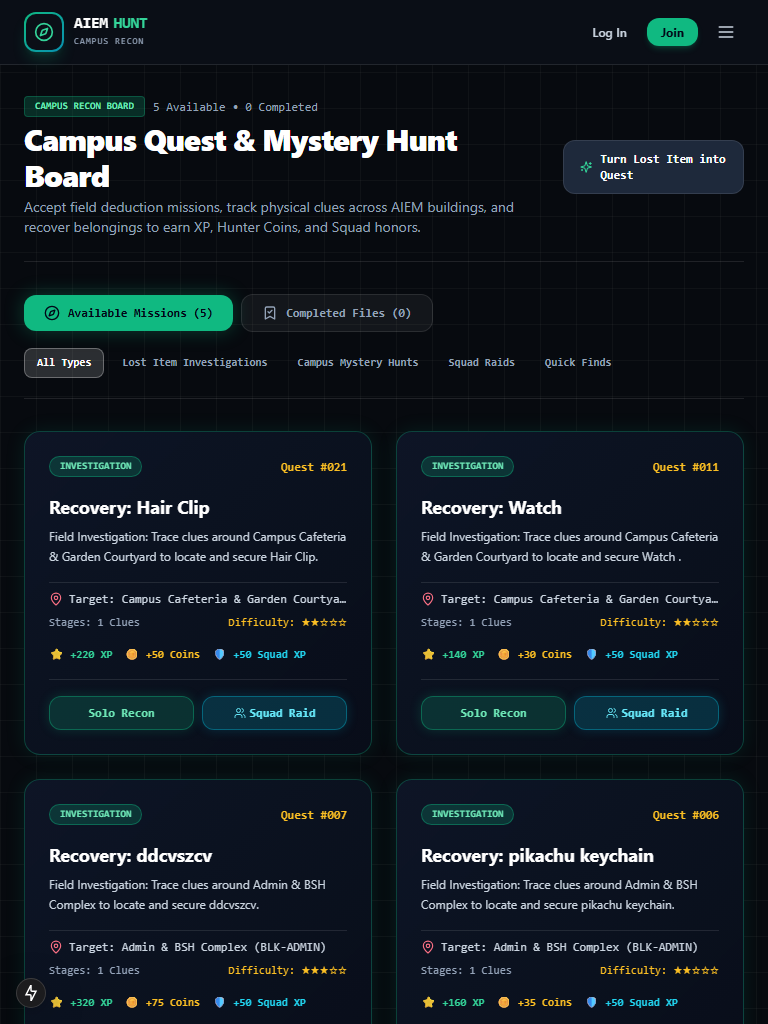 AIEM HUNT
CAMPUS RECON
Log In
Join
CAMPUS RECON BOARD
5 Available • 0 Completed
Campus Quest & Mystery Hunt
Board
Accept field deduction missions, track physical clues across AIEM buildings, and
recover belongings to earn XP, Hunter Coins, and Squad honors.
Turn Lost Item into
Quest
Available Missions (5)
Completed Files (0)
All Types
Lost Item Investigations
Campus Mystery Hunts
Squad Raids
Quick Finds
INVESTIGATION
Quest #021
Recovery: Hair Clip
Field Investigation: Trace clues around Campus Cafeteria
& Garden Courtyard to locate and secure Hair Clip.
Target: Campus Cafeteria & Garden Courtya…
Stages: 1 Clues
Difficulty: ★★☆☆☆
+220 XP
+50 Coins
+50 Squad XP
Solo Recon
Squad Raid
INVESTIGATION
Quest #011
Recovery: Watch
Field Investigation: Trace clues around Campus Cafeteria
& Garden Courtyard to locate and secure Watch .
Target: Campus Cafeteria & Garden Courtya…
Stages: 1 Clues
Difficulty: ★★☆☆☆
+140 XP
+30 Coins
+50 Squad XP
Solo Recon
Squad Raid
INVESTIGATION
Quest #007
Recovery: ddcvszcv
Field Investigation: Trace clues around Admin & BSH
Complex to locate and secure ddcvszcv.
Target: Admin & BSH Complex (BLK-ADMIN)
Stages: 1 Clues
Difficulty: ★★★☆☆
+320 XP
+75 Coins
+50 Squad XP
INVESTIGATION
Quest #006
Recovery: pikachu keychain
Field Investigation: Trace clues around Admin & BSH
Complex to locate and secure pikachu keychain.
Target: Admin & BSH Complex (BLK-ADMIN)
Stages: 1 Clues
Difficulty: ★★☆☆☆
+160 XP
+35 Coins
+50 Squad XP